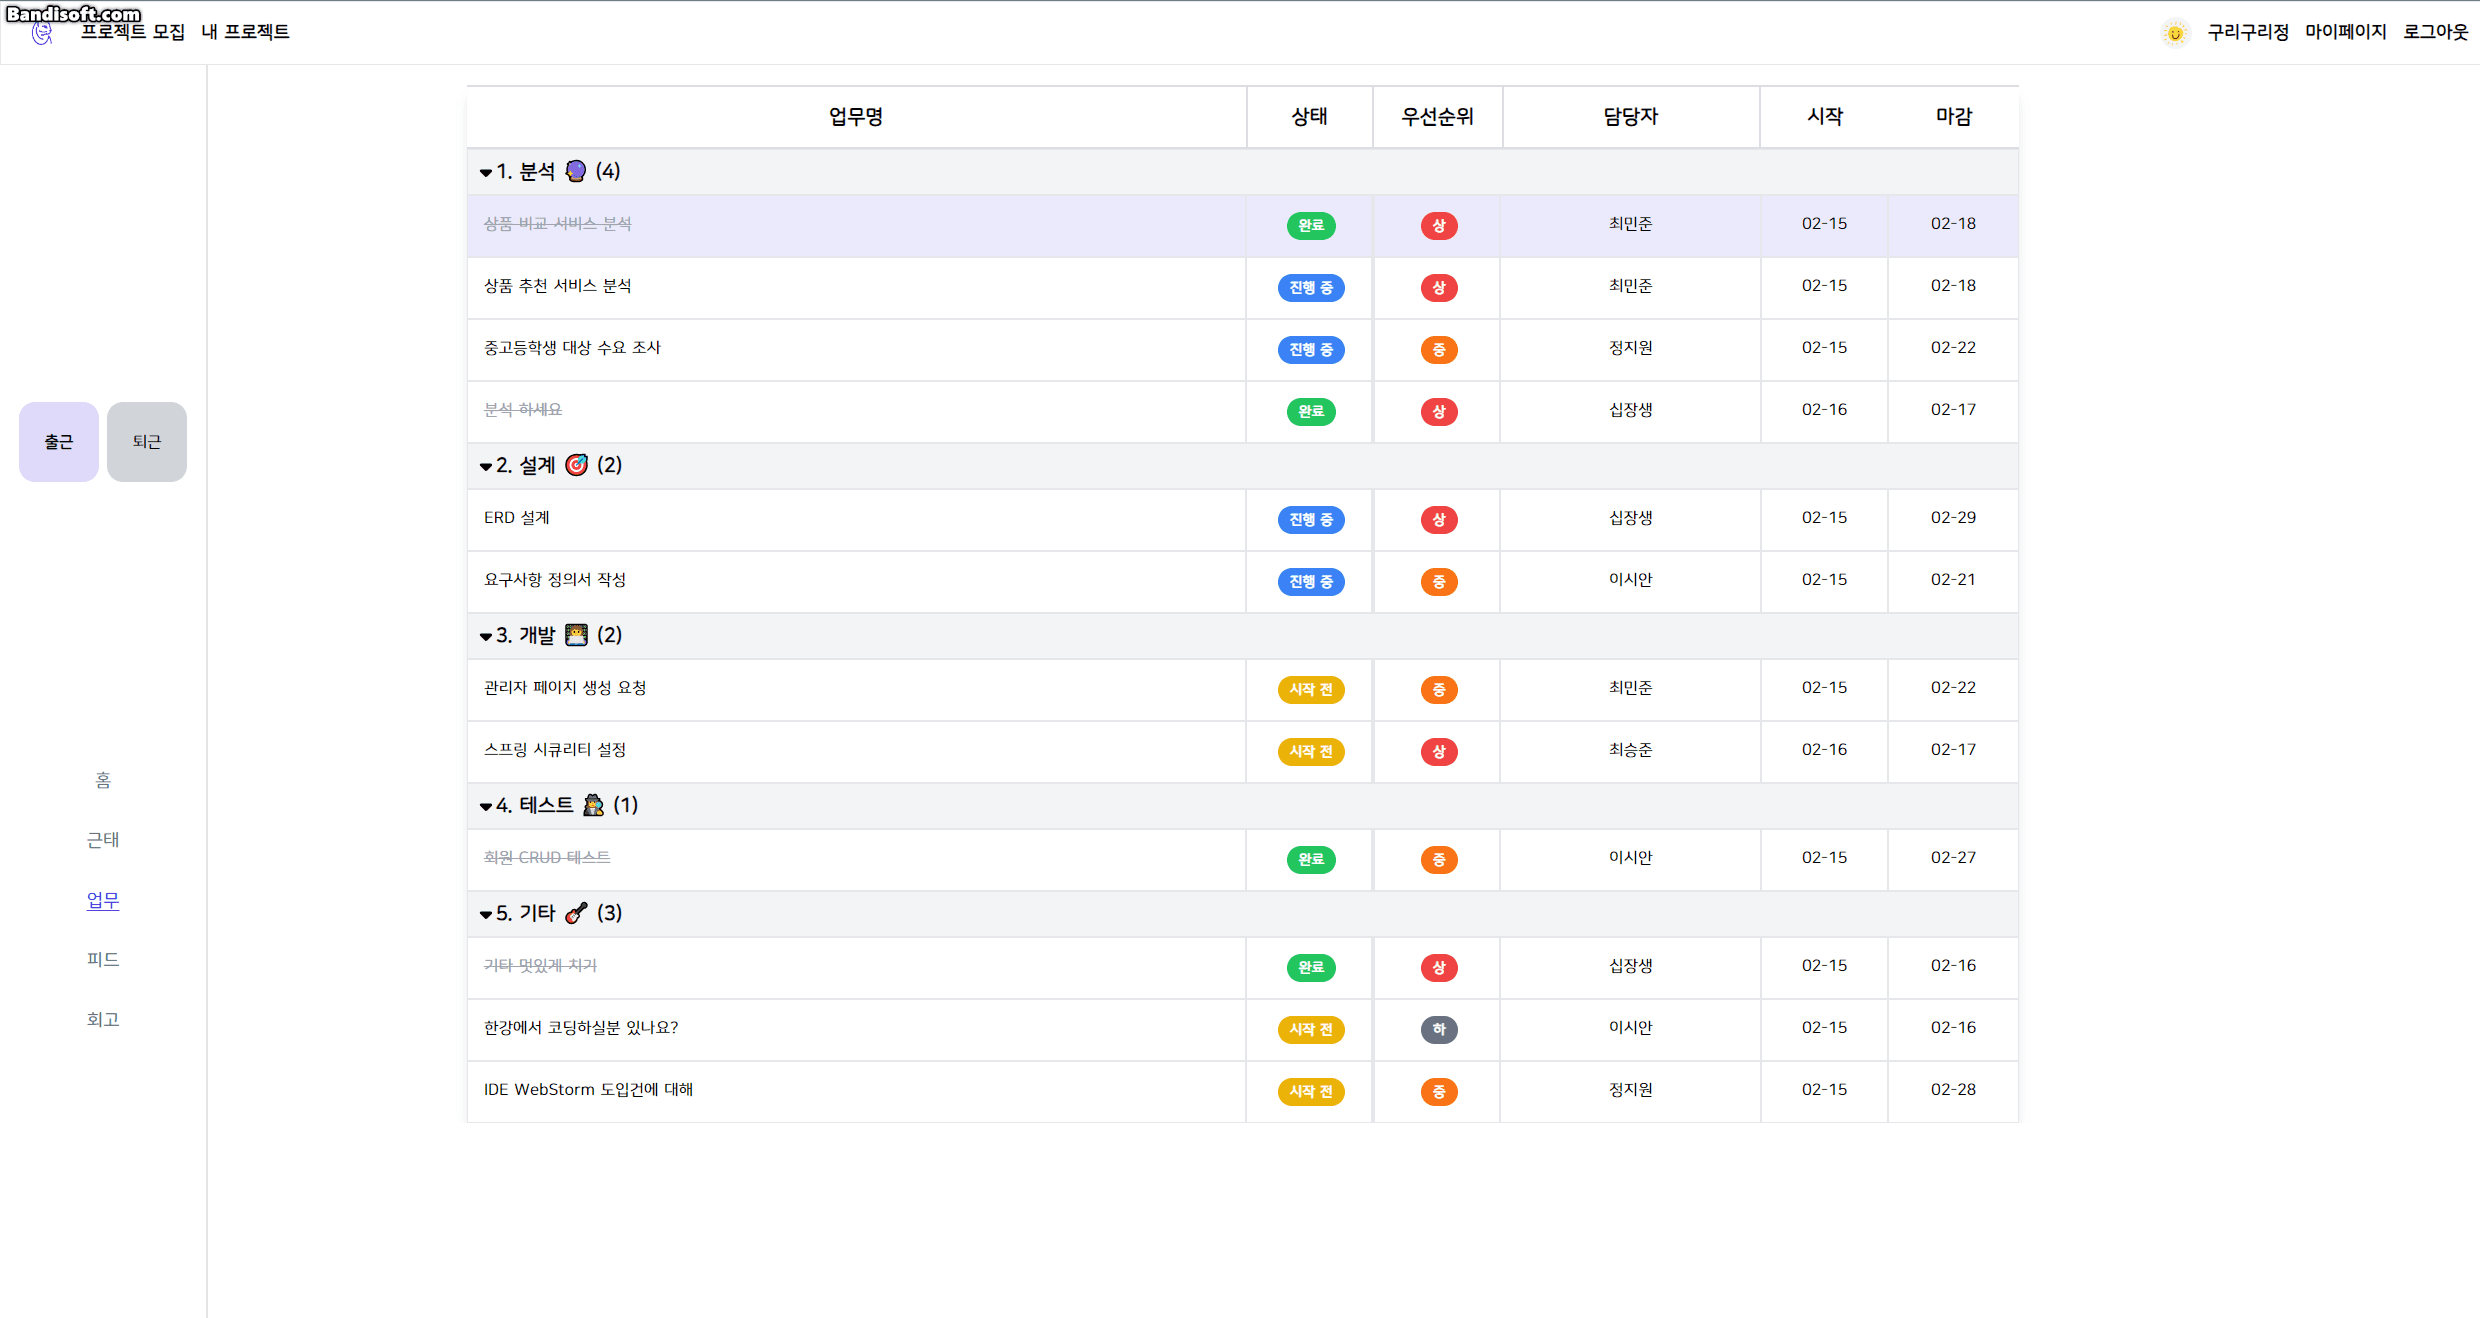 Bandisoft.com
프로젝트 모집 내 프로젝트 구리구리정 마이페이지 로그아웃
출근 퇴근
홈
근태
업무
피드
회고
업무명 상태 우선순위 담당자 시작 마감
1. 분석 🔮 (4)
상품 비교 서비스 분석 완료 상 최민준 02-15 02-18
상품 추천 서비스 분석 진행 중 상 최민준 02-15 02-18
중고등학생 대상 수요 조사 진행 중 중 정지원 02-15 02-22
분석 하세요 완료 상 십장생 02-16 02-17
2. 설계 🎯 (2)
ERD 설계 진행 중 상 십장생 02-15 02-29
요구사항 정의서 작성 진행 중 중 이시안 02-15 02-21
3. 개발 (2)
관리자 페이지 생성 요청 시작 전 중 최민준 02-15 02-22
스프링 시큐리티 설정 시작 전 상 최승준 02-16 02-17
4. 테스트 (1)
회원 CRUD 테스트 완료 중 이시안 02-15 02-27
5. 기타 🎸 (3)
기타 멋있게 치기 완료 상 십장생 02-15 02-16
한강에서 코딩하실분 있나요? 시작 전 하 이시안 02-15 02-16
IDE WebStorm 도입건에 대해 시작 전 중 정지원 02-15 02-28